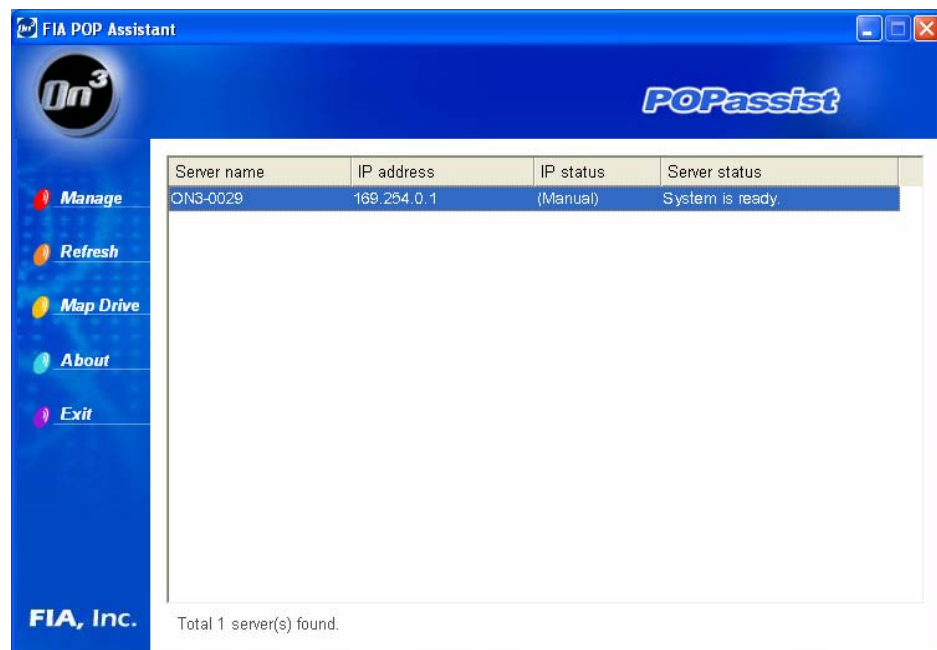 FIA POP Assistant
On3
POPassist
Server name IP address IP status Server status
ON3-0029 169.254.0.1 (Manual) System is ready.
Manage
Refresh
Map Drive
About
Exit
FIA, Inc.
Total 1 server(s) found.